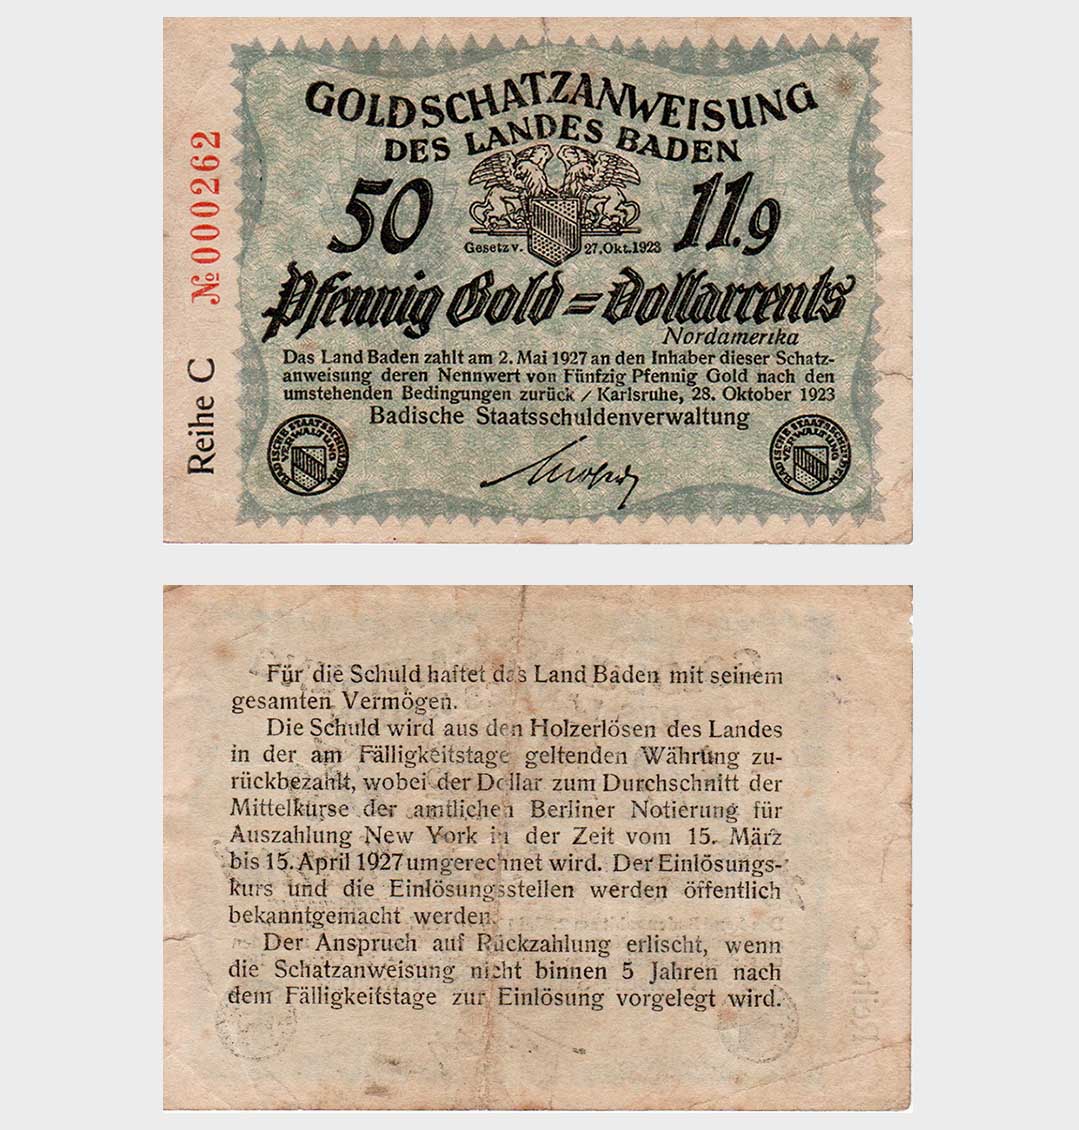 GOLDSCHATZANWEISUNG
DES LANDES BADEN
50 11.9
Gesetz v. 27.Okt.1923
Pfennig Gold = Dollarcents
Nordamerika
Das Land Baden zahlt am 2. Mai 1927 an den Inhaber dieser Schatz-
anweisung deren Nennwert von Fünfzig Pfennig Gold nach den
umstehenden Bedingungen zurück / Karlsruhe, 28. Oktober 1923
Badische Staatsschuldenverwaltung
BADISCHE STAATSSCHULDEN
VERWALTUNG
BADISCHE STAATSSCHULDEN
VERWALTUNG
№ 000262
Reihe C
Für die Schuld haftet das Land Baden mit seinem
gesamten Vermögen.
Die Schuld wird aus den Holzerlösen des Landes
in der am Fälligkeitstage geltenden Währung zu-
rückbezahlt, wobei der Dollar zum Durchschnitt der
Mittelkurse der amtlichen Berliner Notierung für
Auszahlung New York in der Zeit vom 15. März
bis 15. April 1927 umgerechnet wird. Der Einlösungs-
kurs und die Einlösungsstellen werden öffentlich
bekanntgemacht werden.
Der Anspruch auf Rückzahlung erlischt, wenn
die Schatzanweisung nicht binnen 5 Jahren nach
dem Fälligkeitstage zur Einlösung vorgelegt wird.